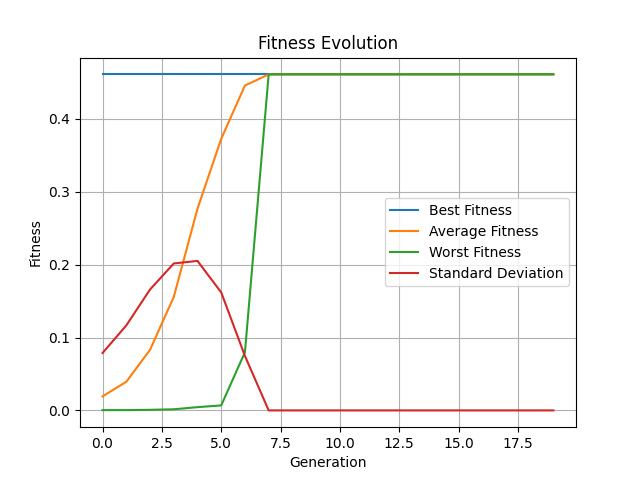 Fitness Evolution
Fitness
0.4
0.3
0.2
0.1
0.0
Best Fitness
Average Fitness
Worst Fitness
Standard Deviation
0.0 2.5 5.0 7.5 10.0 12.5 15.0 17.5
Generation